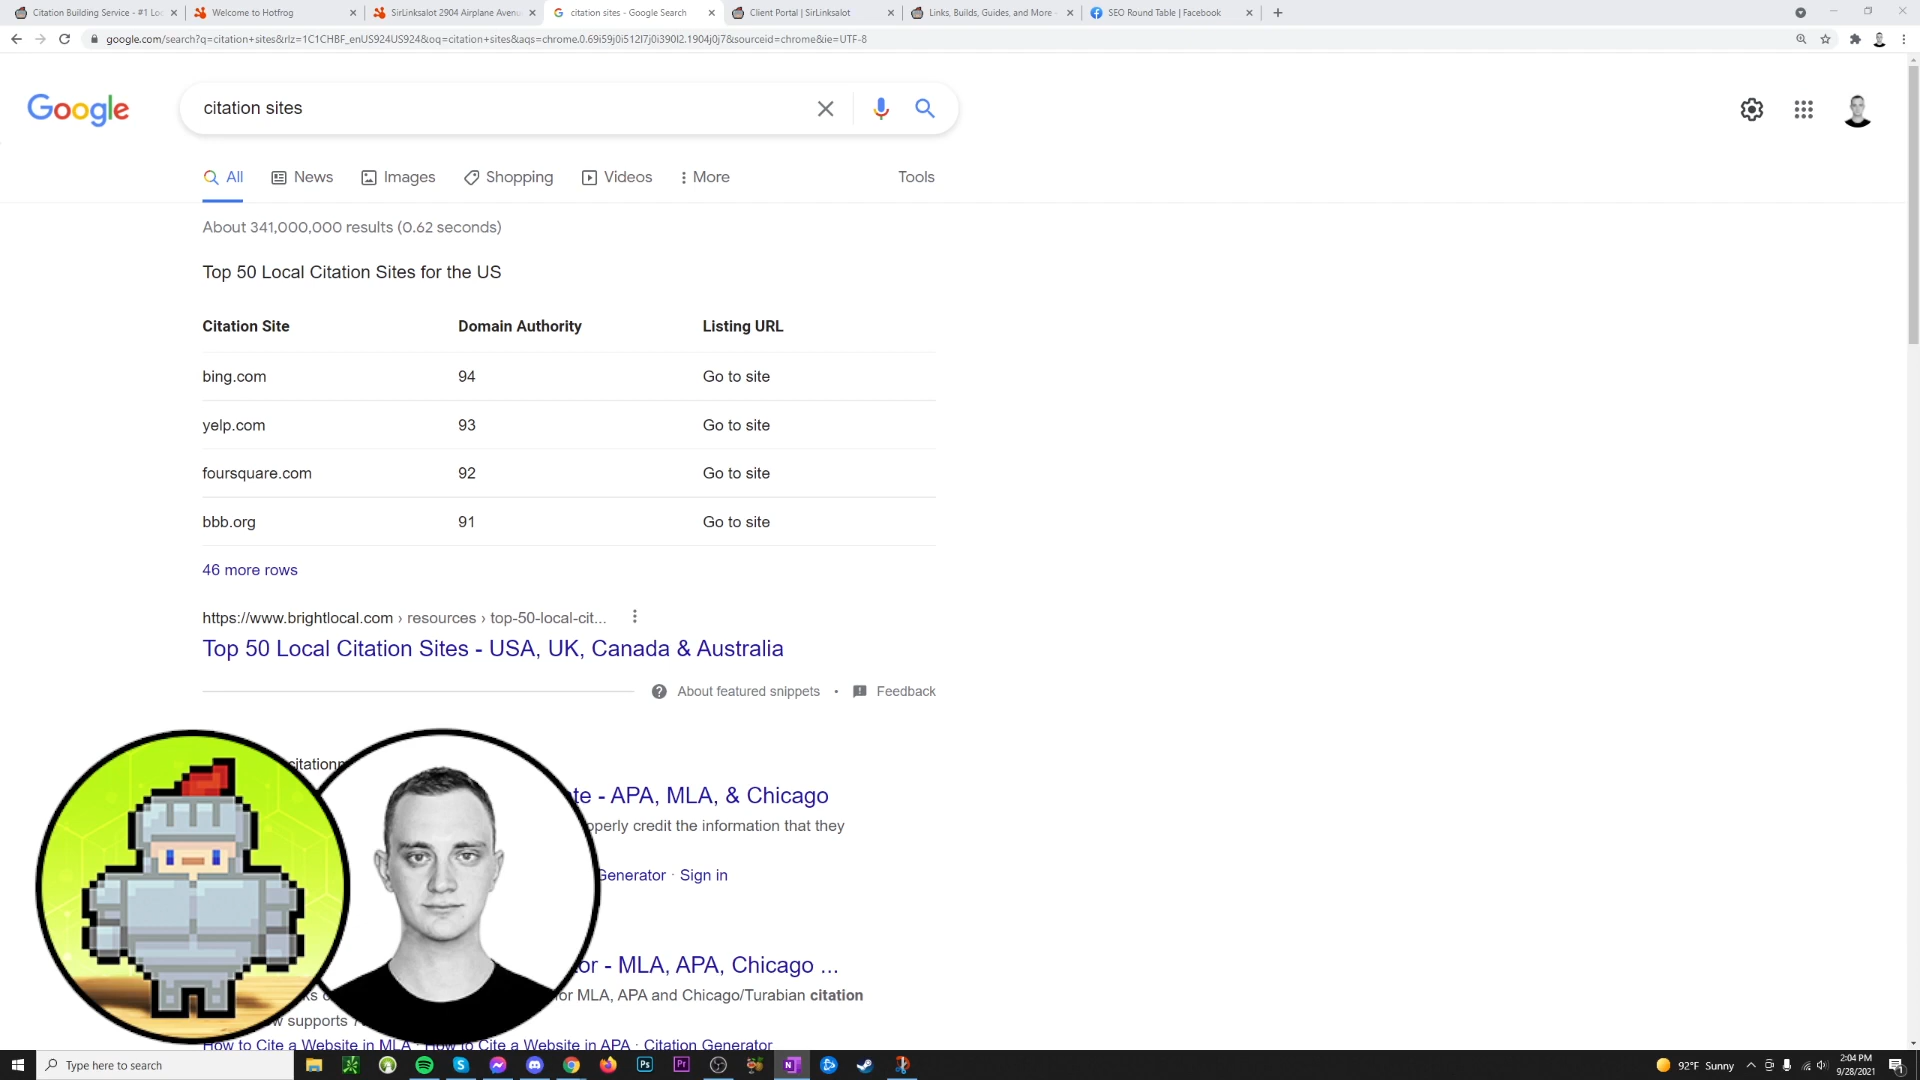 Citation Building Service - #1 Loc
Welcome to Hotfrog
SirLinksalot 2904 Airplane Avenu
citation sites - Google Search
Client Portal | SirLinksalot
Links, Builds, Guides, and More -
SEO Round Table | Facebook
google.com/search?q=citation+sites&rlz=1C1CHBF_enUS924US924&oq=citation+sites&aqs=chrome.0.69i59j0i512l7j0i390l2.1904j0j7&sourceid=chrome&ie=UTF-8
Google
citation sites
All News Images Shopping Videos More Tools
About 341,000,000 results (0.62 seconds)
Top 50 Local Citation Sites for the US
Citation Site Domain Authority Listing URL
bing.com 94 Go to site
yelp.com 93 Go to site
foursquare.com 92 Go to site
bbb.org 91 Go to site
46 more rows
https://www.brightlocal.com › resources › top-50-local-cit...
Top 50 Local Citation Sites - USA, UK, Canada & Australia
About featured snippets • Feedback
citation
te - APA, MLA, & Chicago
operly credit the information that they
Generator · Sign in
or - MLA, APA, Chicago ...
or MLA, APA and Chicago/Turabian citation
w supports 7
How to Cite a Website in MLA · How to Cite a Website in APA · Citation Generator
Type here to search
Ps
Pr
N
92°F Sunny
2:04 PM
9/28/2021